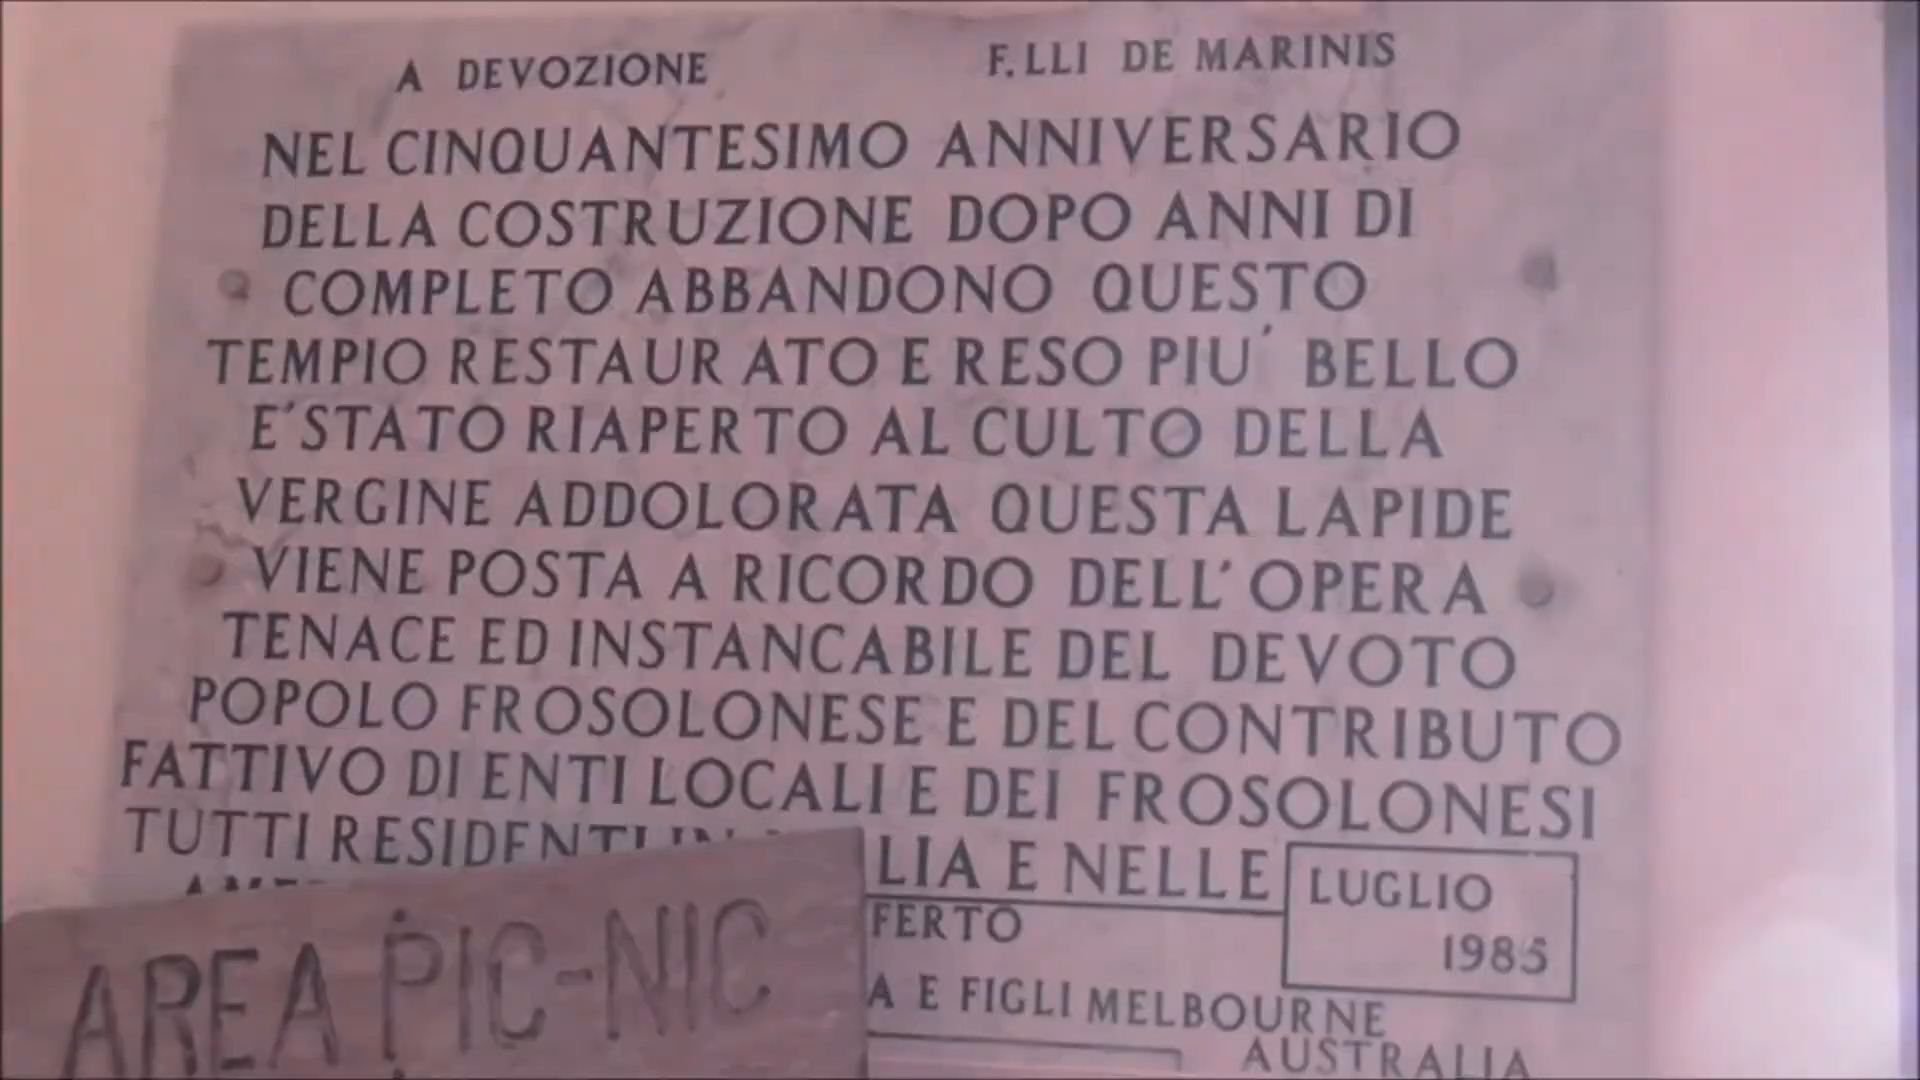 A DEVOZIONE F.LLI DE MARINIS
NEL CINQUANTESIMO ANNIVERSARIO
DELLA COSTRUZIONE DOPO ANNI DI
COMPLETO ABBANDONO QUESTO
TEMPIO RESTAURATO E RESO PIU' BELLO
E' STATO RIAPERTO AL CULTO DELLA
VERGINE ADDOLORATA QUESTA LAPIDE
VIENE POSTA A RICORDO DELL'OPERA
TENACE ED INSTANCABILE DEL DEVOTO
POPOLO FROSOLONESE E DEL CONTRIBUTO
FATTIVO DI ENTI LOCALI E DEI FROSOLONESI
TUTTI RESIDENTI IN LIA E NELLE
LUGLIO
1985
FERTO
A E FIGLI MELBOURNE
AUSTRALIA
AREA PIC-NIC